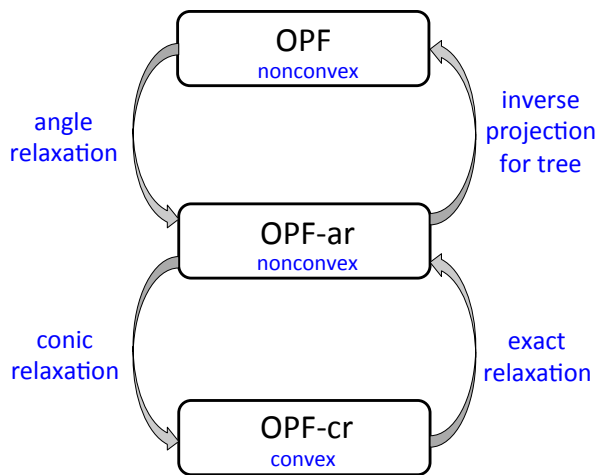 OPF
nonconvex
angle
relaxation
inverse
projection
for tree
OPF-ar
nonconvex
conic
relaxation
exact
relaxation
OPF-cr
convex